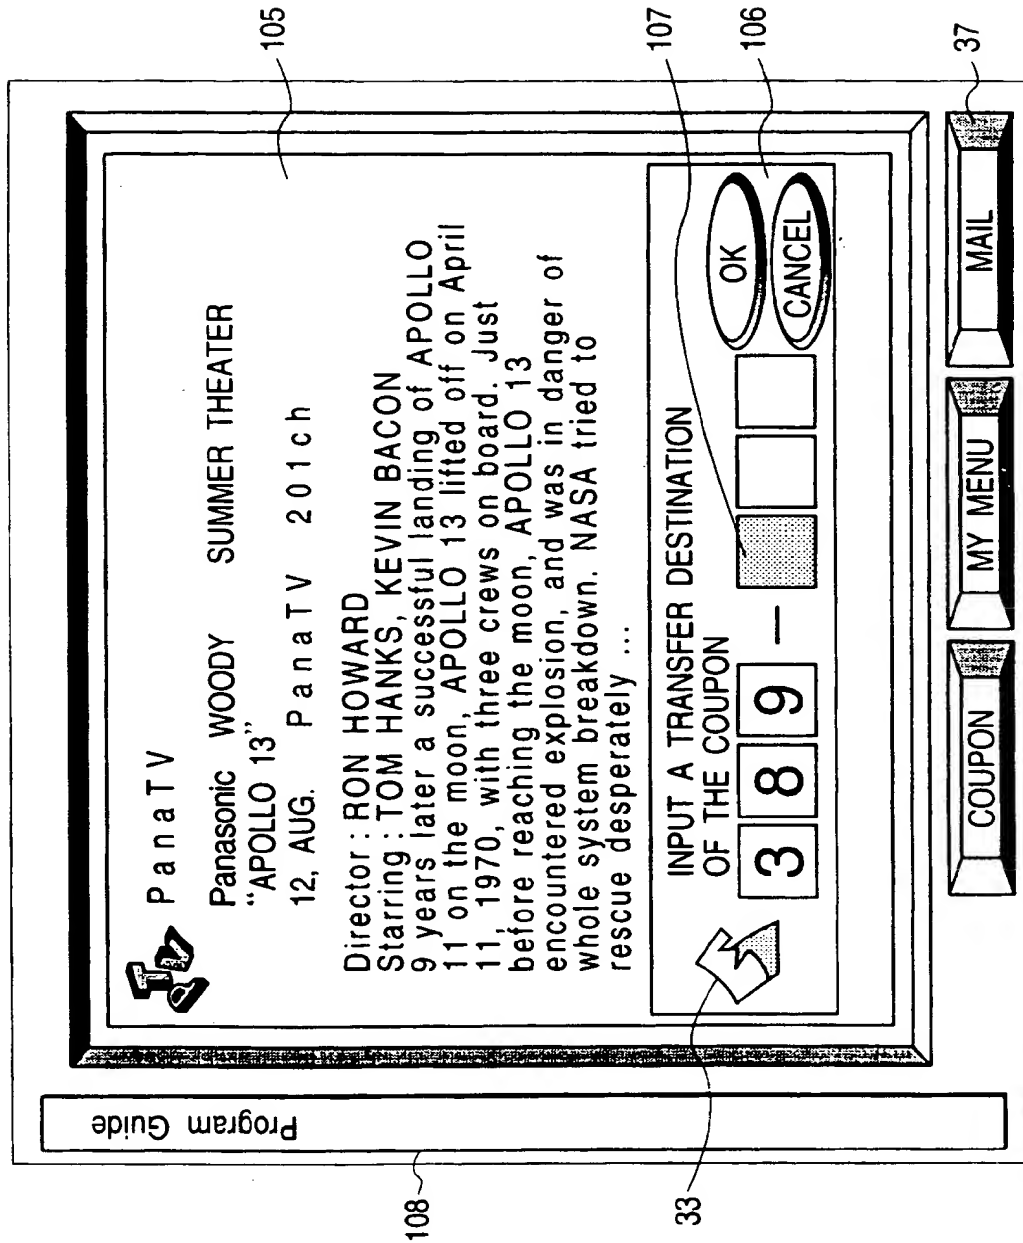 105
107
106
37
108
33
Program Guide
PTV
PanaTV
Panasonic WOODY SUMMER THEATER
“APOLLO 13”
12, AUG. PanaTV 201ch
Director : RON HOWARD
Starring : TOM HANKS, KEVIN BACON
9 years later a successful landing of APOLLO
11 on the moon, APOLLO 13 lifted off on April
11, 1970, with three crews on board. Just
before reaching the moon, APOLLO 13
encountered explosion, and was in danger of
whole system breakdown. NASA tried to
rescue desperately ...
INPUT A TRANSFER DESTINATION
OF THE COUPON
3 8 9 —
OK
CANCEL
COUPON
MY MENU
MAIL